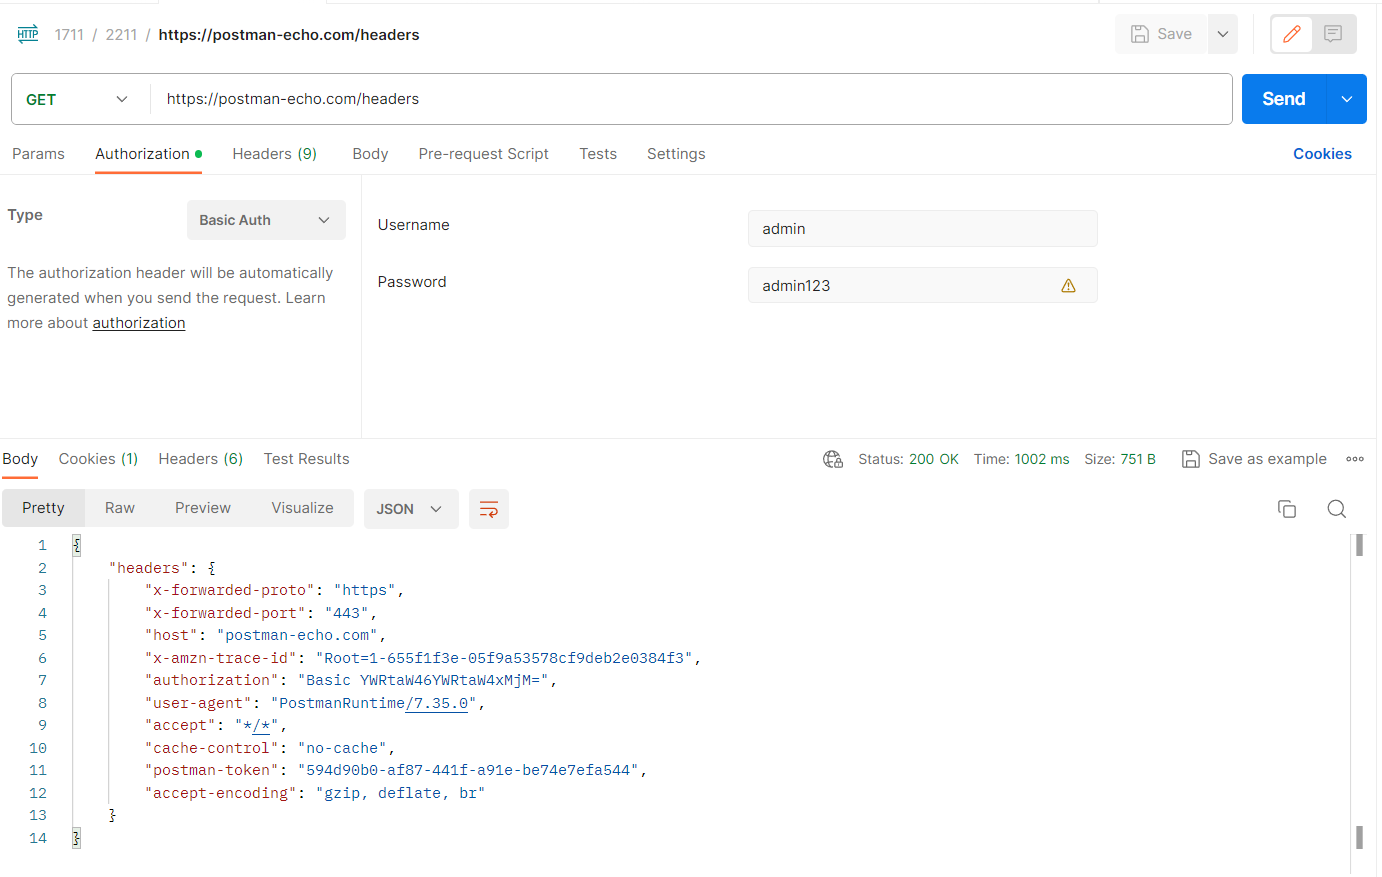 HTTP 1711 / 2211 / https://postman-echo.com/headers Save
GET https://postman-echo.com/headers Send
Params Authorization Headers (9) Body Pre-request Script Tests Settings Cookies
Type Basic Auth
The authorization header will be automatically
generated when you send the request. Learn
more about authorization
Username admin
Password admin123
Body Cookies (1) Headers (6) Test Results Status: 200 OK Time: 1002 ms Size: 751 B Save as example
Pretty Raw Preview Visualize JSON
1 {
2 "headers": {
3 "x-forwarded-proto": "https",
4 "x-forwarded-port": "443",
5 "host": "postman-echo.com",
6 "x-amzn-trace-id": "Root=1-655f1f3e-05f9a53578cf9deb2e0384f3",
7 "authorization": "Basic YWRtaW46YWRtaW4xMjM=",
8 "user-agent": "PostmanRuntime/7.35.0",
9 "accept": "*/*",
10 "cache-control": "no-cache",
11 "postman-token": "594d90b0-af87-441f-a91e-be74e7efa544",
12 "accept-encoding": "gzip, deflate, br"
13 }
14 }